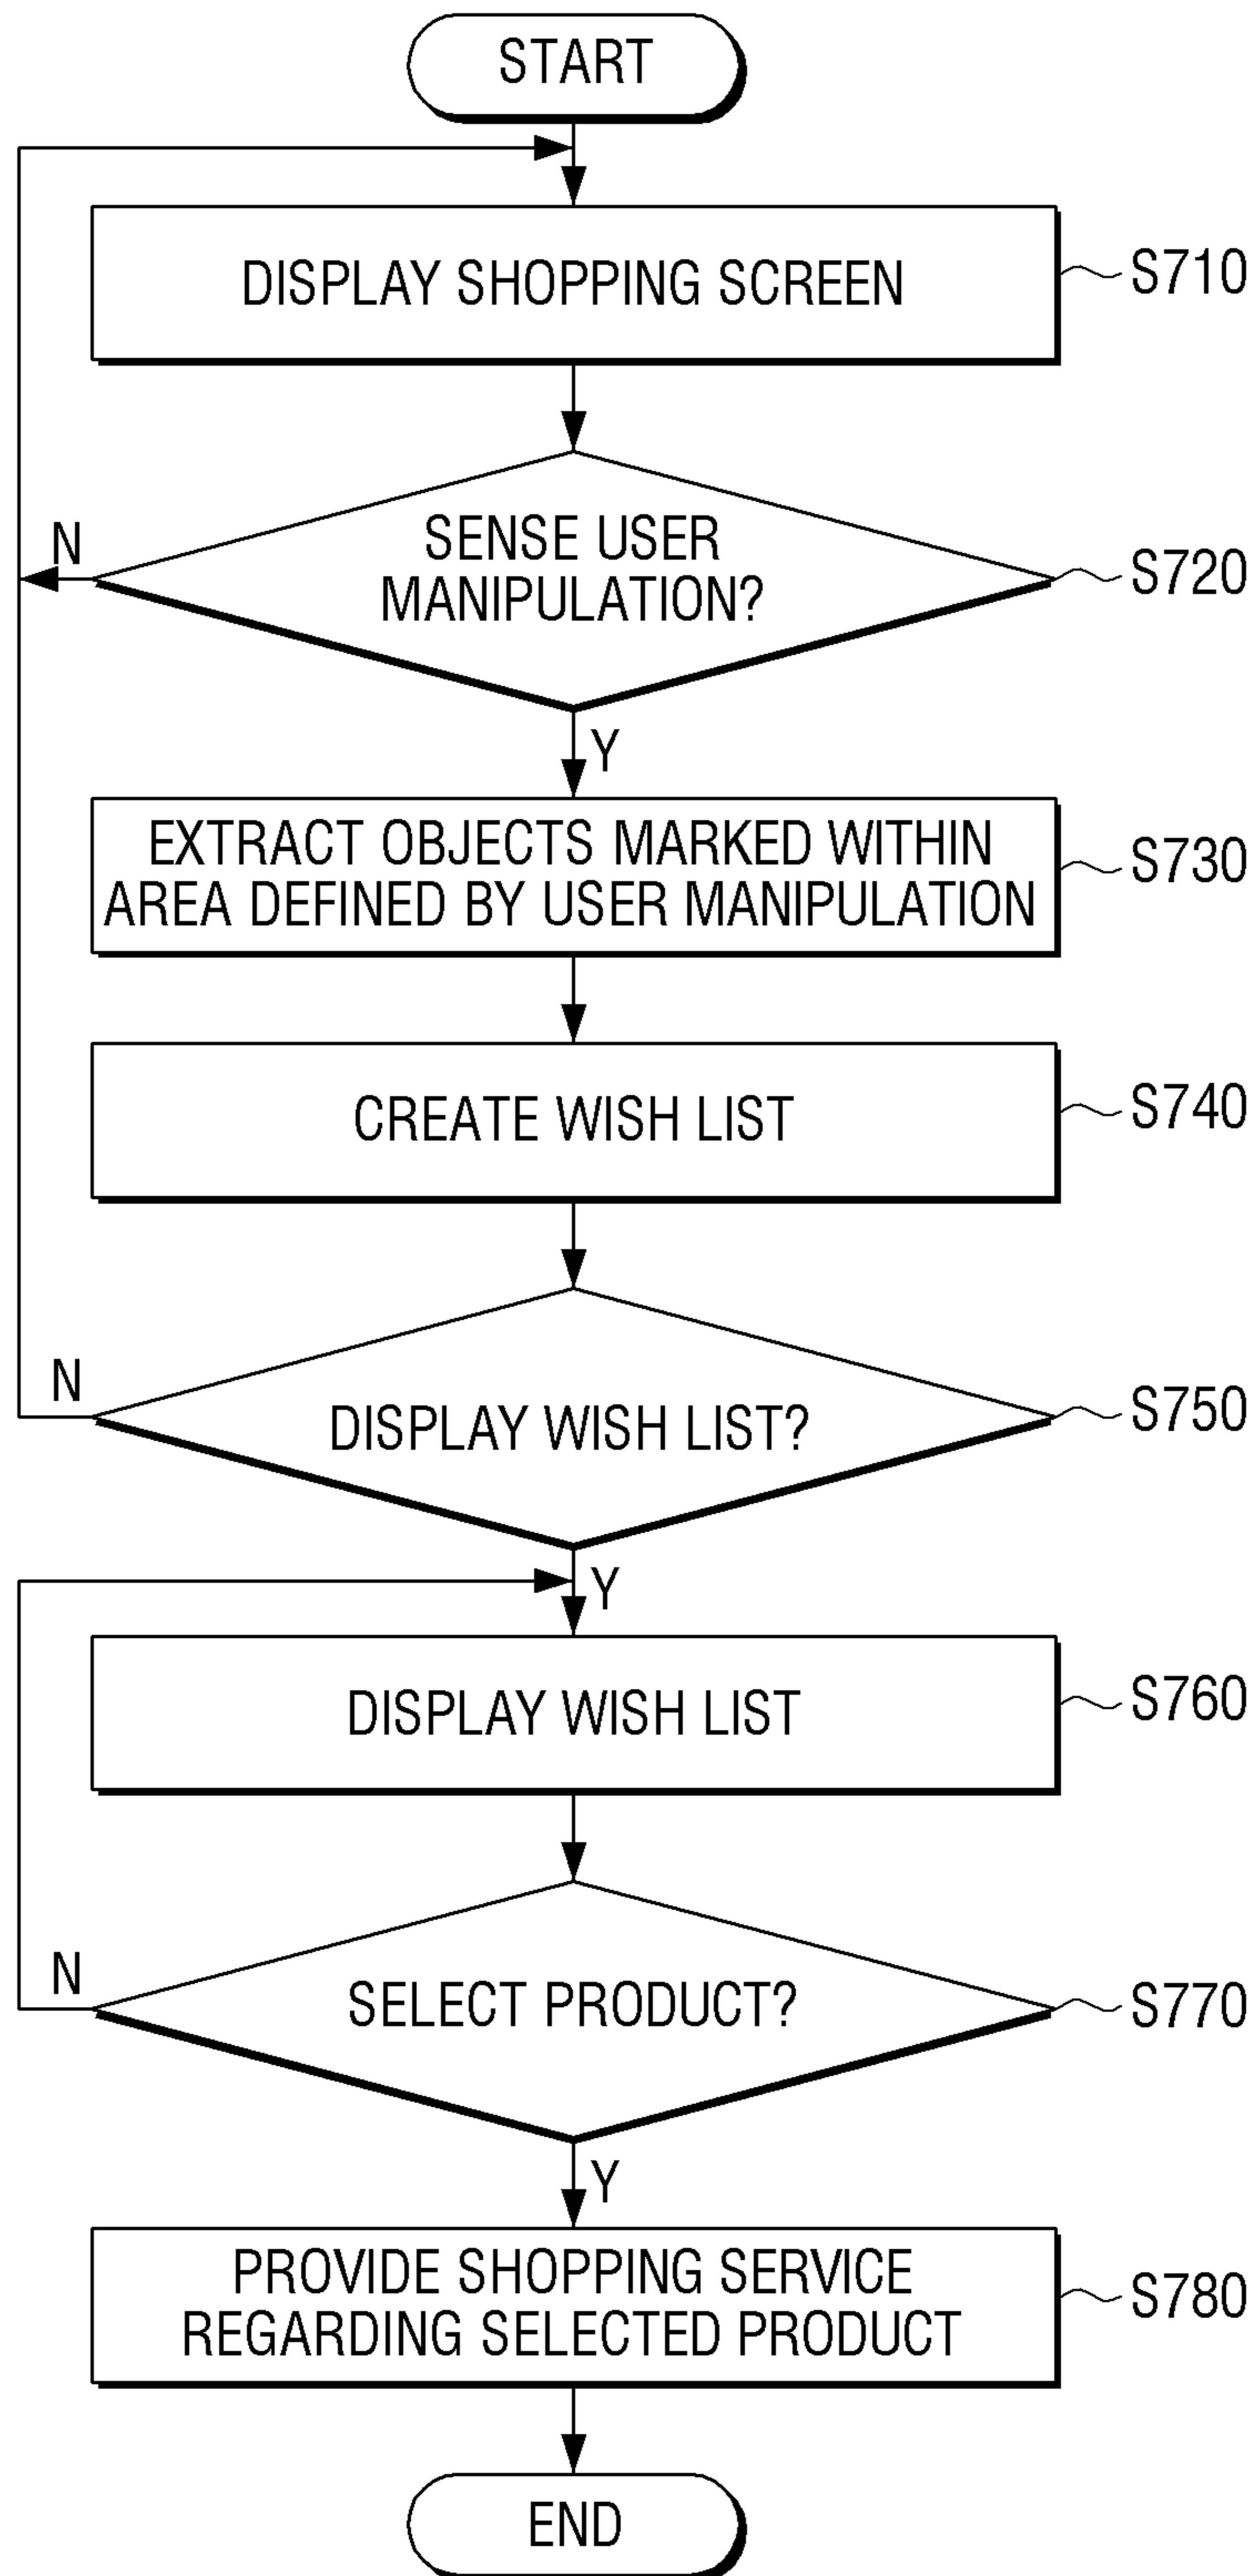 START
DISPLAY SHOPPING SCREEN
S710
SENSE USER
MANIPULATION?
N
S720
Y
EXTRACT OBJECTS MARKED WITHIN
AREA DEFINED BY USER MANIPULATION
S730
CREATE WISH LIST
S740
N
DISPLAY WISH LIST?
S750
Y
DISPLAY WISH LIST
S760
N
SELECT PRODUCT?
S770
Y
PROVIDE SHOPPING SERVICE
REGARDING SELECTED PRODUCT
S780
END